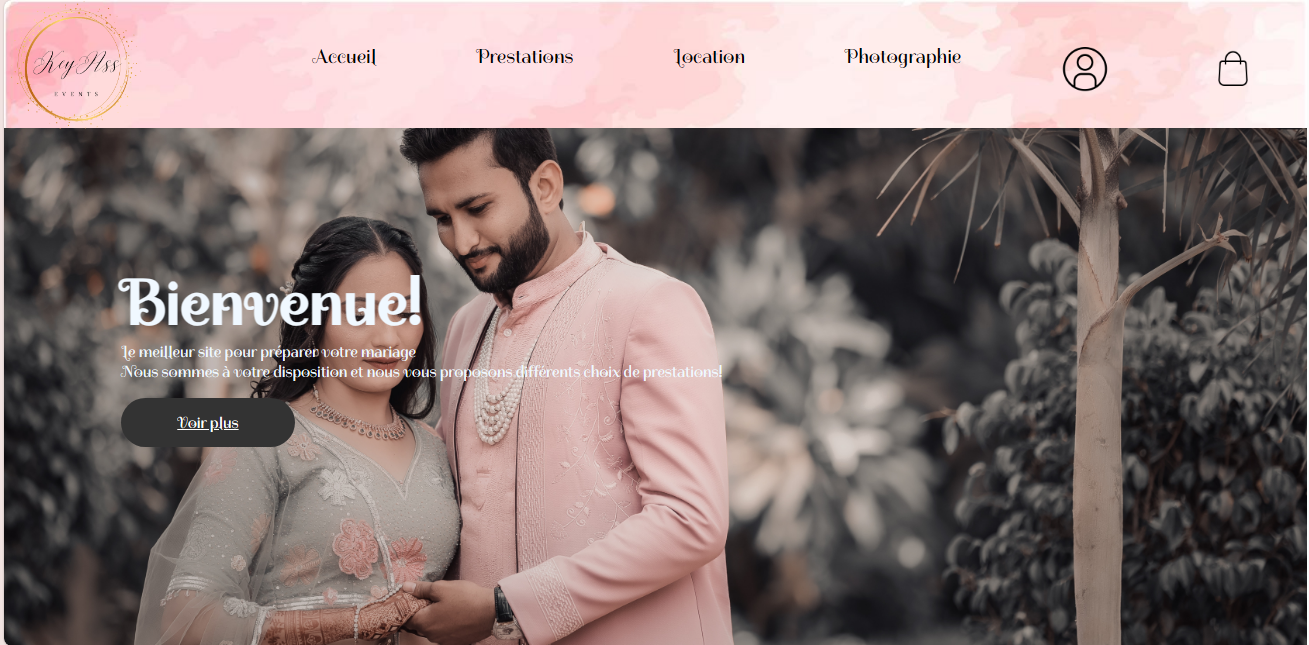 KeyNss
EVENTS
Accueil
Prestations
Location
Photographie
Bienvenue!
Le meilleur site pour préparer votre mariage
Nous sommes à votre disposition et nous vous proposons différents choix de prestations!
Voir plus